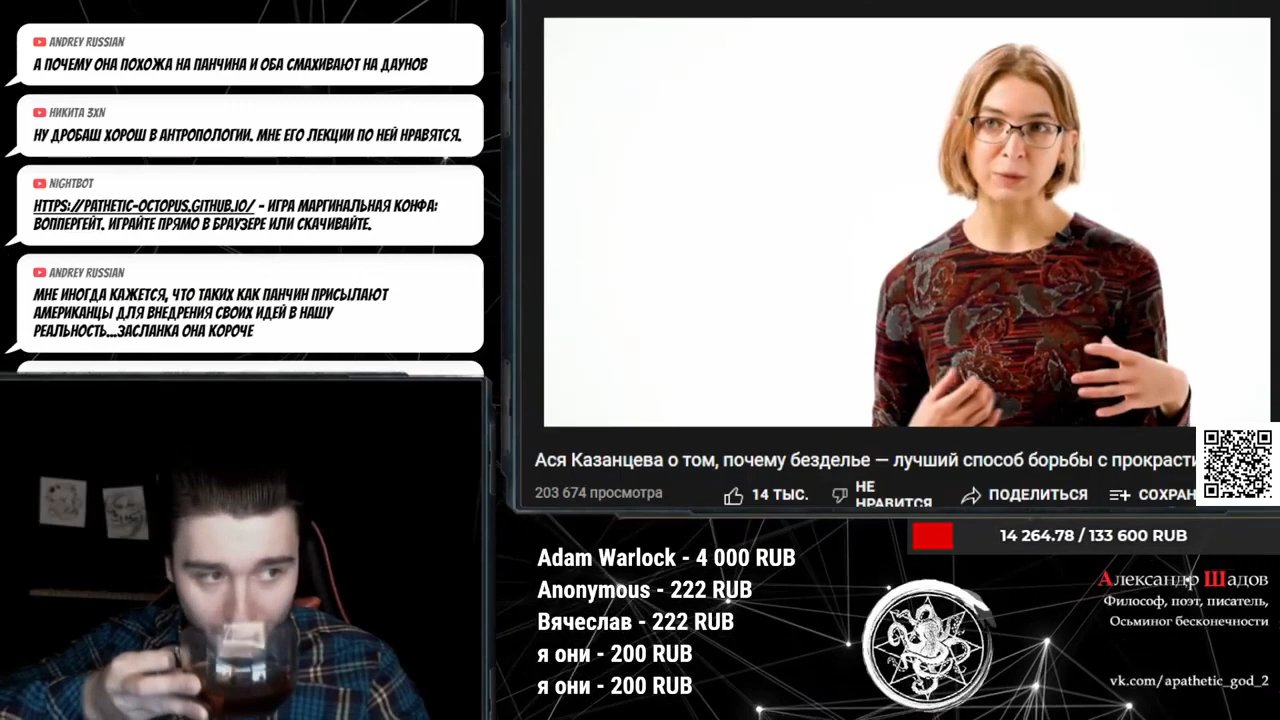 ANDREY RUSSIAN
А ПОЧЕМУ ОНА ПОХОЖА НА ПАНЧИНА И ОБА СМАХИВАЮТ НА ДАУНОВ
НИКИТА ЗХN
НУ ДРОБАШ ХОРОШ В АНТРОПОЛОГИИ. МНЕ ЕГО ЛЕКЦИИ ПО НЕЙ НРАВЯТСЯ.
NIGHTBOT
HTTPS://PATHETIC-OCTOPUS.GITHUB.IO/ - ИГРА МАРГИНАЛЬНАЯ КОНФА:
ВОППЕРГЕЙТ. ИГРАЙТЕ ПРЯМО В БРАУЗЕРЕ ИЛИ СКАЧИВАЙТЕ.
ANDREY RUSSIAN
МНЕ ИНОГДА КАЖЕТСЯ, ЧТО ТАКИХ КАК ПАНЧИН ПРИСЫЛАЮТ
АМЕРИКАНЦЫ ДЛЯ ВНЕДРЕНИЯ СВОИХ ИДЕЙ В НАШУ
РЕАЛЬНОСТЬ...ЗАСЛАНКА ОНА КОРОЧЕ
Ася Казанцева о том, почему безделье — лучший способ борьбы с прокрасти
203 674 просмотра
14 ТЫС.
НЕ
НРАВИТСЯ
ПОДЕЛИТЬСЯ
СОХРАН
14 264.78 / 133 600 RUB
Adam Warlock - 4 000 RUB
Anonymous - 222 RUB
Вячеслав - 222 RUB
я они - 200 RUB
я они - 200 RUB
Александр Шадов
Философ, поэт, писатель,
Осьминог бесконечности
vk.com/apathetic_god_2